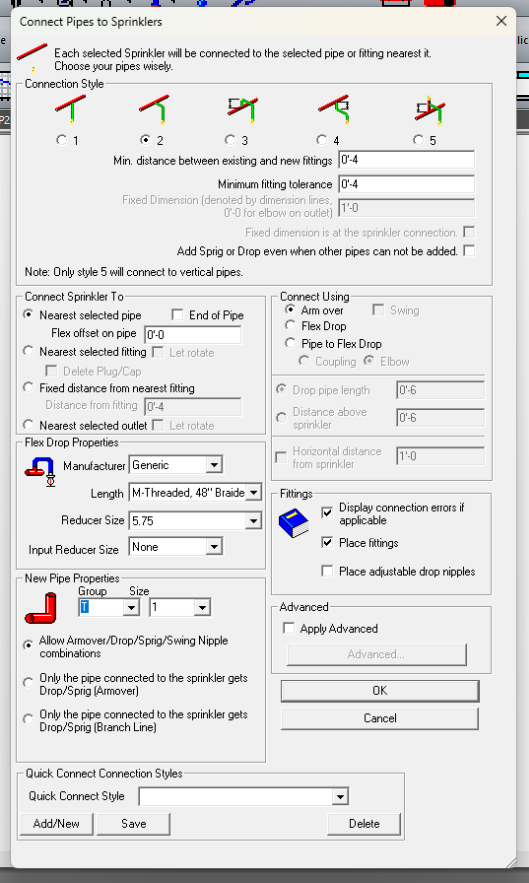 Connect Pipes to Sprinklers
Each selected Sprinkler will be connected to the selected pipe or fitting nearest it.
Choose your pipes wisely.
Connection Style
1
2
3
4
5
Min. distance between existing and new fittings 0'-4
Minimum fitting tolerance 0'-4
Fixed Dimension (denoted by dimension lines,
0'-0 for elbow on outlet) 1'-0
Fixed dimension is at the sprinkler connection.
Add Sprig or Drop even when other pipes can not be added.
Note: Only style 5 will connect to vertical pipes.
Connect Sprinkler To
Nearest selected pipe End of Pipe
Flex offset on pipe 0'-0
Nearest selected fitting Let rotate
Delete Plug/Cap
Fixed distance from nearest fitting
Distance from fitting 0'-4
Nearest selected outlet Let rotate
Connect Using
Arm over Swing
Flex Drop
Pipe to Flex Drop
Coupling Elbow
Drop pipe length 0'-6
Distance above
sprinkler 0'-6
Horizontal distance
from sprinkler 1'-0
Flex Drop Properties
Manufacturer Generic
Length M-Threaded, 48" Braide
Reducer Size 5.75
Input Reducer Size None
Fittings
Display connection errors if
applicable
Place fittings
Place adjustable drop nipples
New Pipe Properties
Group Size
T 1
Allow Armover/Drop/Sprig/Swing Nipple
combinations
Only the pipe connected to the sprinkler gets
Drop/Sprig (Armover)
Only the pipe connected to the sprinkler gets
Drop/Sprig (Branch Line)
Advanced
Apply Advanced
Advanced...
OK
Cancel
Quick Connect Connection Styles
Quick Connect Style
Add/New Save Delete